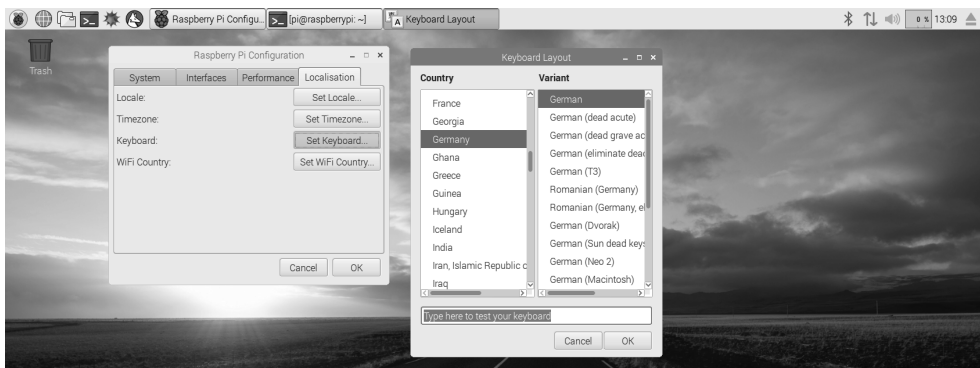 Raspberry Pi Configu...
[pi@raspberrypi: ~]
Keyboard Layout
0 %
13:09
Trash
Raspberry Pi Configuration
System
Interfaces
Performance
Localisation
Locale:
Set Locale...
Timezone:
Set Timezone...
Keyboard:
Set Keyboard...
WiFi Country:
Set WiFi Country...
Cancel
OK
Keyboard Layout
Country
France
Georgia
Germany
Ghana
Greece
Guinea
Hungary
Iceland
India
Iran, Islamic Republic o
Iraq
Variant
German
German (dead acute)
German (dead grave ac
German (eliminate dead
German (T3)
Romanian (Germany)
Romanian (Germany, el
German (Dvorak)
German (Sun dead keys
German (Neo 2)
German (Macintosh)
Type here to test your keyboard
Cancel
OK